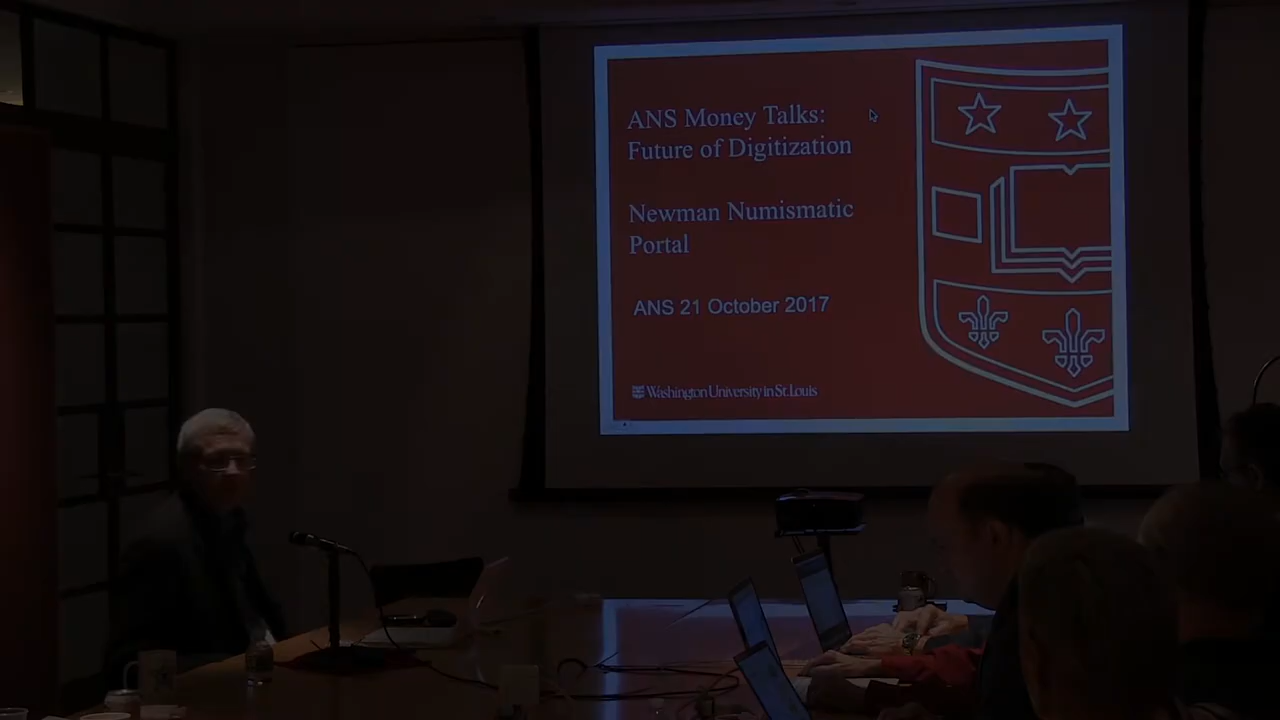 ANS Money Talks:
Future of Digitization
Newman Numismatic
Portal
ANS 21 October 2017
Washington University in St. Louis